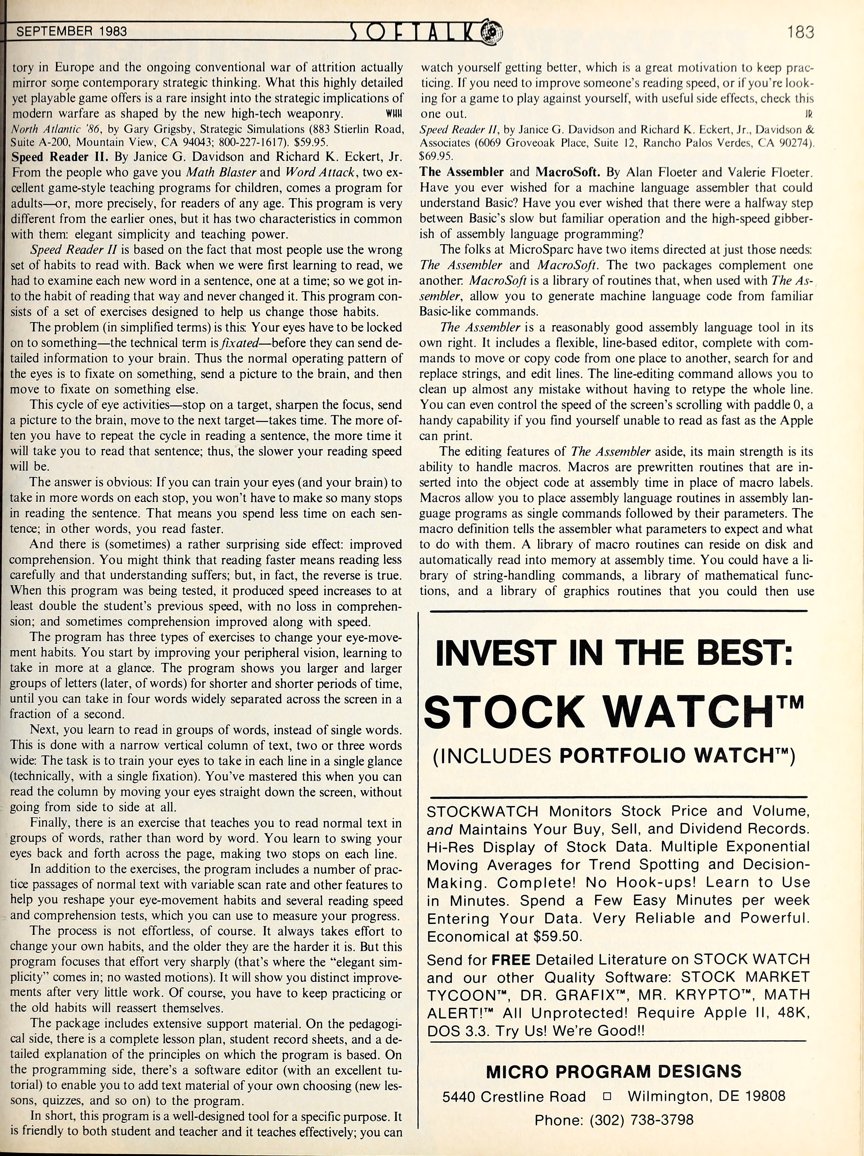 SEPTEMBER 1983
SOFTALK
183
tory in Europe and the ongoing conventional war of attrition actually
mirror some contemporary strategic thinking. What this highly detailed
yet playable game offers is a rare insight into the strategic implications of
modern warfare as shaped by the new high-tech weaponry. WHH
North Atlantic '86, by Gary Grigsby, Strategic Simulations (883 Stierlin Road,
Suite A-200, Mountain View, CA 94043; 800-227-1617). $59.95.
Speed Reader II. By Janice G. Davidson and Richard K. Eckert, Jr.
From the people who gave you Math Blaster and Word Attack, two ex-
cellent game-style teaching programs for children, comes a program for
adults—or, more precisely, for readers of any age. This program is very
different from the earlier ones, but it has two characteristics in common
with them: elegant simplicity and teaching power.
Speed Reader II is based on the fact that most people use the wrong
set of habits to read with. Back when we were first learning to read, we
had to examine each new word in a sentence, one at a time; so we got in-
to the habit of reading that way and never changed it. This program con-
sists of a set of exercises designed to help us change those habits.
The problem (in simplified terms) is this: Your eyes have to be locked
on to something—the technical term is fixated—before they can send de-
tailed information to your brain. Thus the normal operating pattern of
the eyes is to fixate on something, send a picture to the brain, and then
move to fixate on something else.
This cycle of eye activities—stop on a target, sharpen the focus, send
a picture to the brain, move to the next target—takes time. The more of-
ten you have to repeat the cycle in reading a sentence, the more time it
will take you to read that sentence; thus, the slower your reading speed
will be.
The answer is obvious: If you can train your eyes (and your brain) to
take in more words on each stop, you won't have to make so many stops
in reading the sentence. That means you spend less time on each sen-
tence; in other words, you read faster.
And there is (sometimes) a rather surprising side effect: improved
comprehension. You might think that reading faster means reading less
carefully and that understanding suffers; but, in fact, the reverse is true.
When this program was being tested, it produced speed increases to at
least double the student's previous speed, with no loss in comprehen-
sion; and sometimes comprehension improved along with speed.
The program has three types of exercises to change your eye-move-
ment habits. You start by improving your peripheral vision, learning to
take in more at a glance. The program shows you larger and larger
groups of letters (later, of words) for shorter and shorter periods of time,
until you can take in four words widely separated across the screen in a
fraction of a second.
Next, you learn to read in groups of words, instead of single words.
This is done with a narrow vertical column of text, two or three words
wide: The task is to train your eyes to take in each line in a single glance
(technically, with a single fixation). You've mastered this when you can
read the column by moving your eyes straight down the screen, without
going from side to side at all.
Finally, there is an exercise that teaches you to read normal text in
groups of words, rather than word by word. You learn to swing your
eyes back and forth across the page, making two stops on each line.
In addition to the exercises, the program includes a number of prac-
tice passages of normal text with variable scan rate and other features to
help you reshape your eye-movement habits and several reading speed
and comprehension tests, which you can use to measure your progress.
The process is not effortless, of course. It always takes effort to
change your own habits, and the older they are the harder it is. But this
program focuses that effort very sharply (that's where the "elegant sim-
plicity" comes in; no wasted motions). It will show you distinct improve-
ments after very little work. Of course, you have to keep practicing or
the old habits will reassert themselves.
The package includes extensive support material. On the pedagogi-
cal side, there is a complete lesson plan, student record sheets, and a de-
tailed explanation of the principles on which the program is based. On
the programming side, there's a software editor (with an excellent tu-
torial) to enable you to add text material of your own choosing (new les-
sons, quizzes, and so on) to the program.
In short, this program is a well-designed tool for a specific purpose. It
is friendly to both student and teacher and it teaches effectively; you can
watch yourself getting better, which is a great motivation to keep prac-
ticing. If you need to improve someone's reading speed, or if you're look-
ing for a game to play against yourself, with useful side effects, check this
one out.
Speed Reader II, by Janice G. Davidson and Richard K. Eckert, Jr., Davidson &
Associates (6069 Groveoak Place, Suite 12, Rancho Palos Verdes, CA 90274).
$69.95.
The Assembler and MacroSoft. By Alan Floeter and Valerie Floeter.
Have you ever wished for a machine language assembler that could
understand Basic? Have you ever wished that there were a halfway step
between Basic's slow but familiar operation and the high-speed gibber-
ish of assembly language programming?
The folks at MicroSparc have two items directed at just those needs:
The Assembler and MacroSoft. The two packages complement one
another. MacroSoft is a library of routines that, when used with The As-
sembler, allow you to generate machine language code from familiar
Basic-like commands.
The Assembler is a reasonably good assembly language tool in its
own right. It includes a flexible, line-based editor, complete with com-
mands to move or copy code from one place to another, search for and
replace strings, and edit lines. The line-editing command allows you to
clean up almost any mistake without having to retype the whole line.
You can even control the speed of the screen's scrolling with paddle 0, a
handy capability if you find yourself unable to read as fast as the Apple
can print.
The editing features of The Assembler aside, its main strength is its
ability to handle macros. Macros are prewritten routines that are in-
serted into the object code at assembly time in place of macro labels.
Macros allow you to place assembly language routines in assembly lan-
guage programs as single commands followed by their parameters. The
macro definition tells the assembler what parameters to expect and what
to do with them. A library of macro routines can reside on disk and
automatically read into memory at assembly time. You could have a li-
brary of string-handling commands, a library of mathematical func-
tions, and a library of graphics routines that you could then use
INVEST IN THE BEST:
STOCK WATCH™
(INCLUDES PORTFOLIO WATCH™)
STOCKWATCH Monitors Stock Price and Volume,
and Maintains Your Buy, Sell, and Dividend Records.
Hi-Res Display of Stock Data. Multiple Exponential
Moving Averages for Trend Spotting and Decision-
Making. Complete! No Hook-ups! Learn to Use
in Minutes. Spend a Few Easy Minutes per week
Entering Your Data. Very Reliable and Powerful.
Economical at $59.50.
Send for FREE Detailed Literature on STOCK WATCH
and our other Quality Software: STOCK MARKET
TYCOON™, DR. GRAFIX™, MR. KRYPTO™, MATH
ALERT!™ All Unprotected! Require Apple II, 48K,
DOS 3.3. Try Us! We're Good!!
MICRO PROGRAM DESIGNS
5440 Crestline Road □ Wilmington, DE 19808
Phone: (302) 738-3798